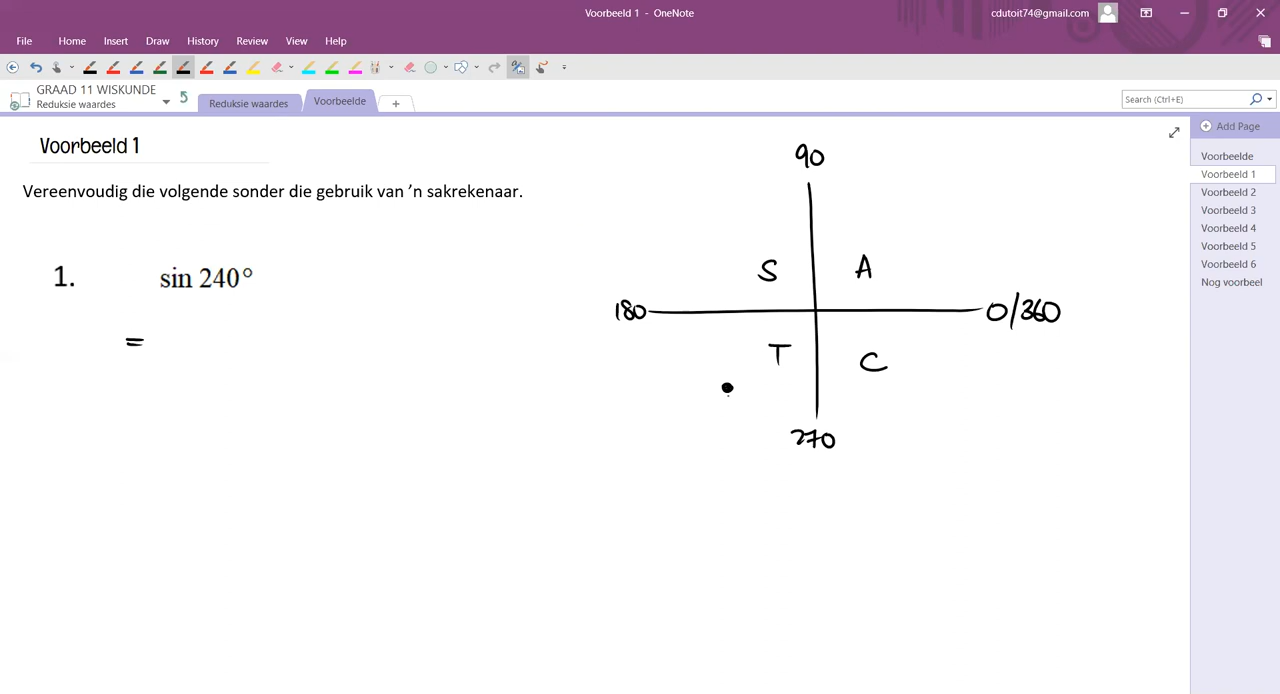 Voorbeeld 1 - OneNote
cdutoit74@gmail.com
File Home Insert Draw History Review View Help
GRAAD 11 WISKUNDE
Reduksie waardes
Reduksie waardes
Voorbeelde
+
Search (Ctrl+E)
Add Page
Voorbeelde
Voorbeeld 1
Voorbeeld 2
Voorbeeld 3
Voorbeeld 4
Voorbeeld 5
Voorbeeld 6
Nog voorbeel
Voorbeeld 1
Vereenvoudig die volgende sonder die gebruik van ’n sakrekenaar.
1. sin 240°
=
90
S A
180 0/360
T C
270